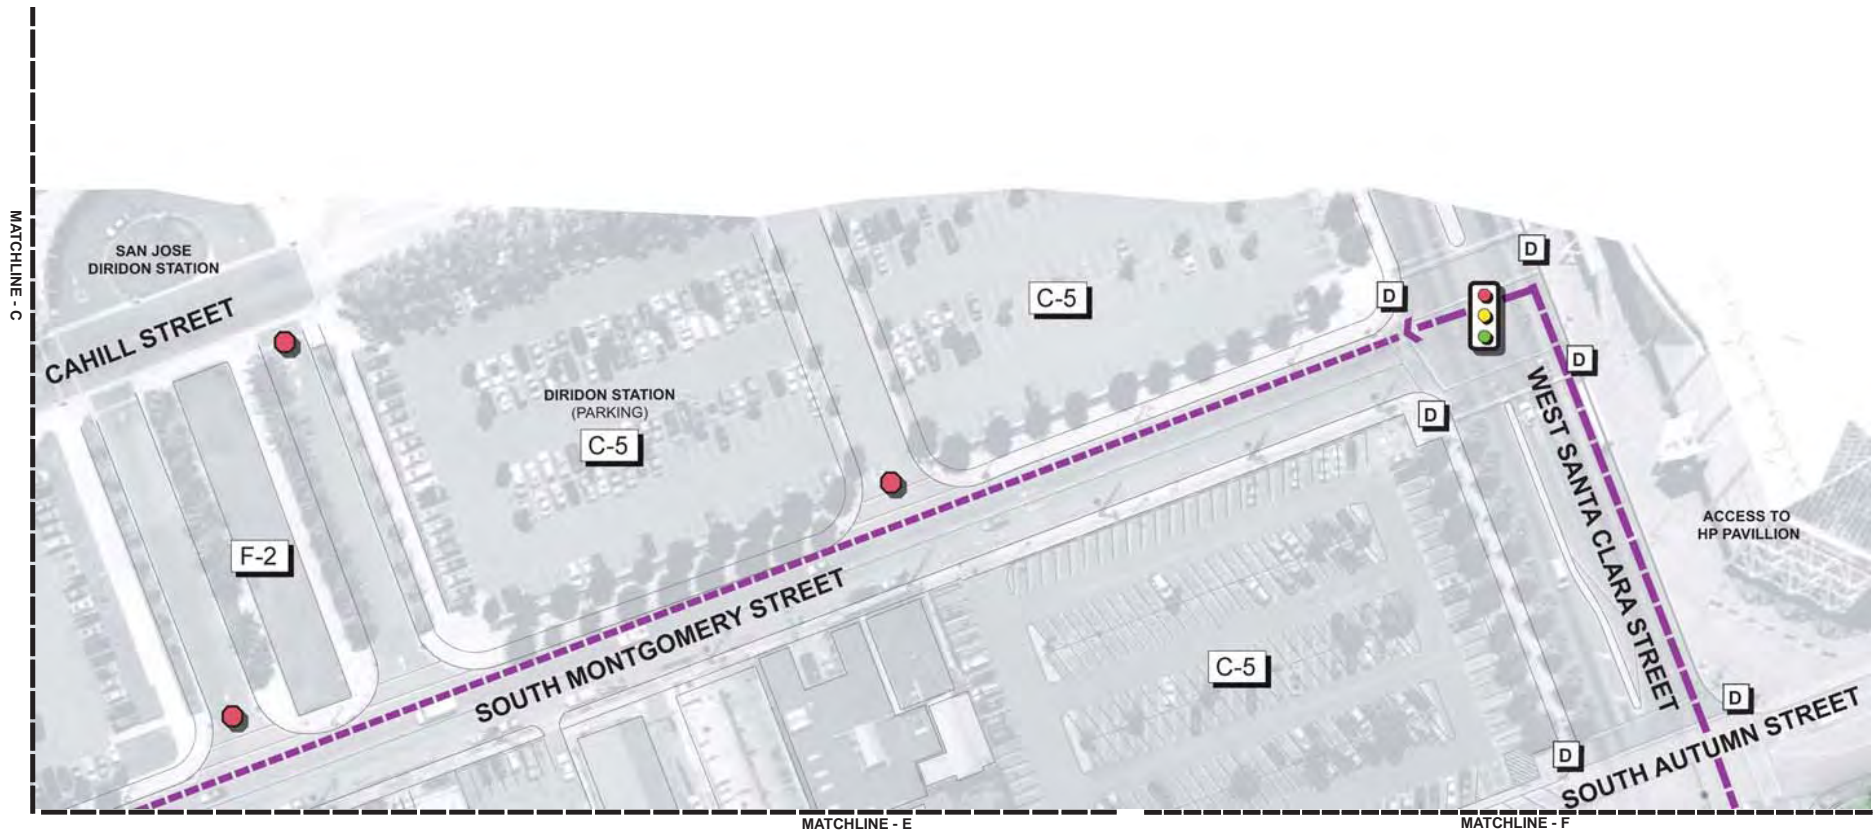 MATCHLINE - C
SAN JOSE
DIRIDON STATION
CAHILL STREET
F-2
DIRIDON STATION
(PARKING)
C-5
C-5
D
D
D
D
WEST SANTA CLARA STREET
ACCESS TO
HP PAVILLION
SOUTH MONTGOMERY STREET
C-5
D
D
SOUTH AUTUMN STREET
MATCHLINE - E
MATCHLINE - F